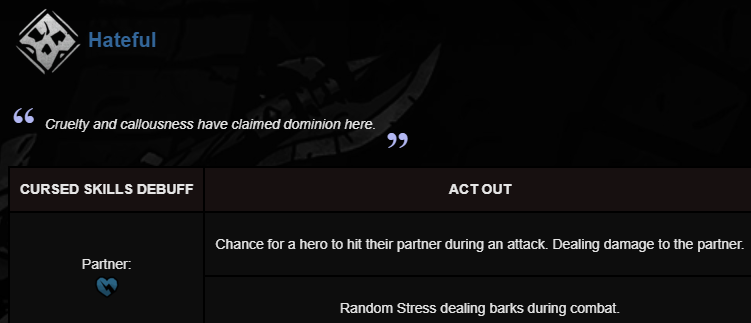 Hateful
“ Cruelty and callousness have claimed dominion here. ”
CURSED SKILLS DEBUFF
ACT OUT
Partner:
Chance for a hero to hit their partner during an attack. Dealing damage to the partner.
Random Stress dealing barks during combat.